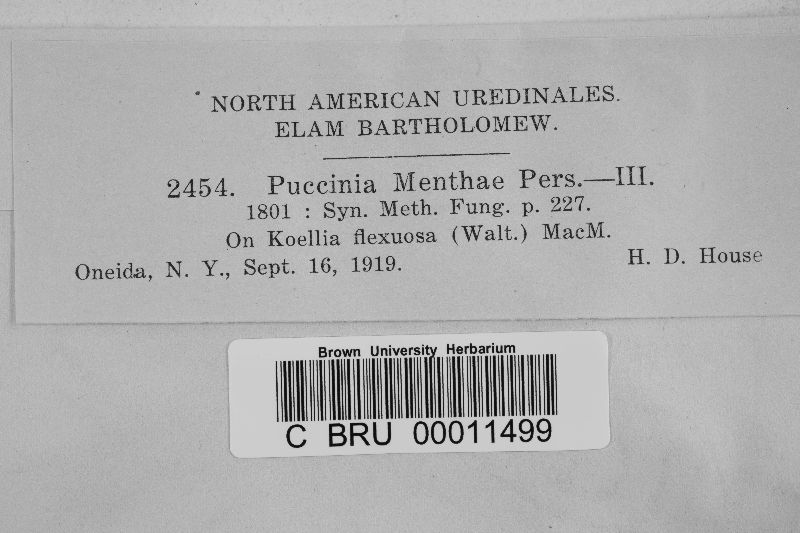 NORTH AMERICAN UREDINALES.
ELAM BARTHOLOMEW.
2454. Puccinia Menthae Pers.—III.
1801 : Syn. Meth. Fung. p. 227.
On Koellia flexuosa (Walt.) MacM.
Oneida, N. Y., Sept. 16, 1919. H. D. House
Brown University Herbarium
C BRU 00011499